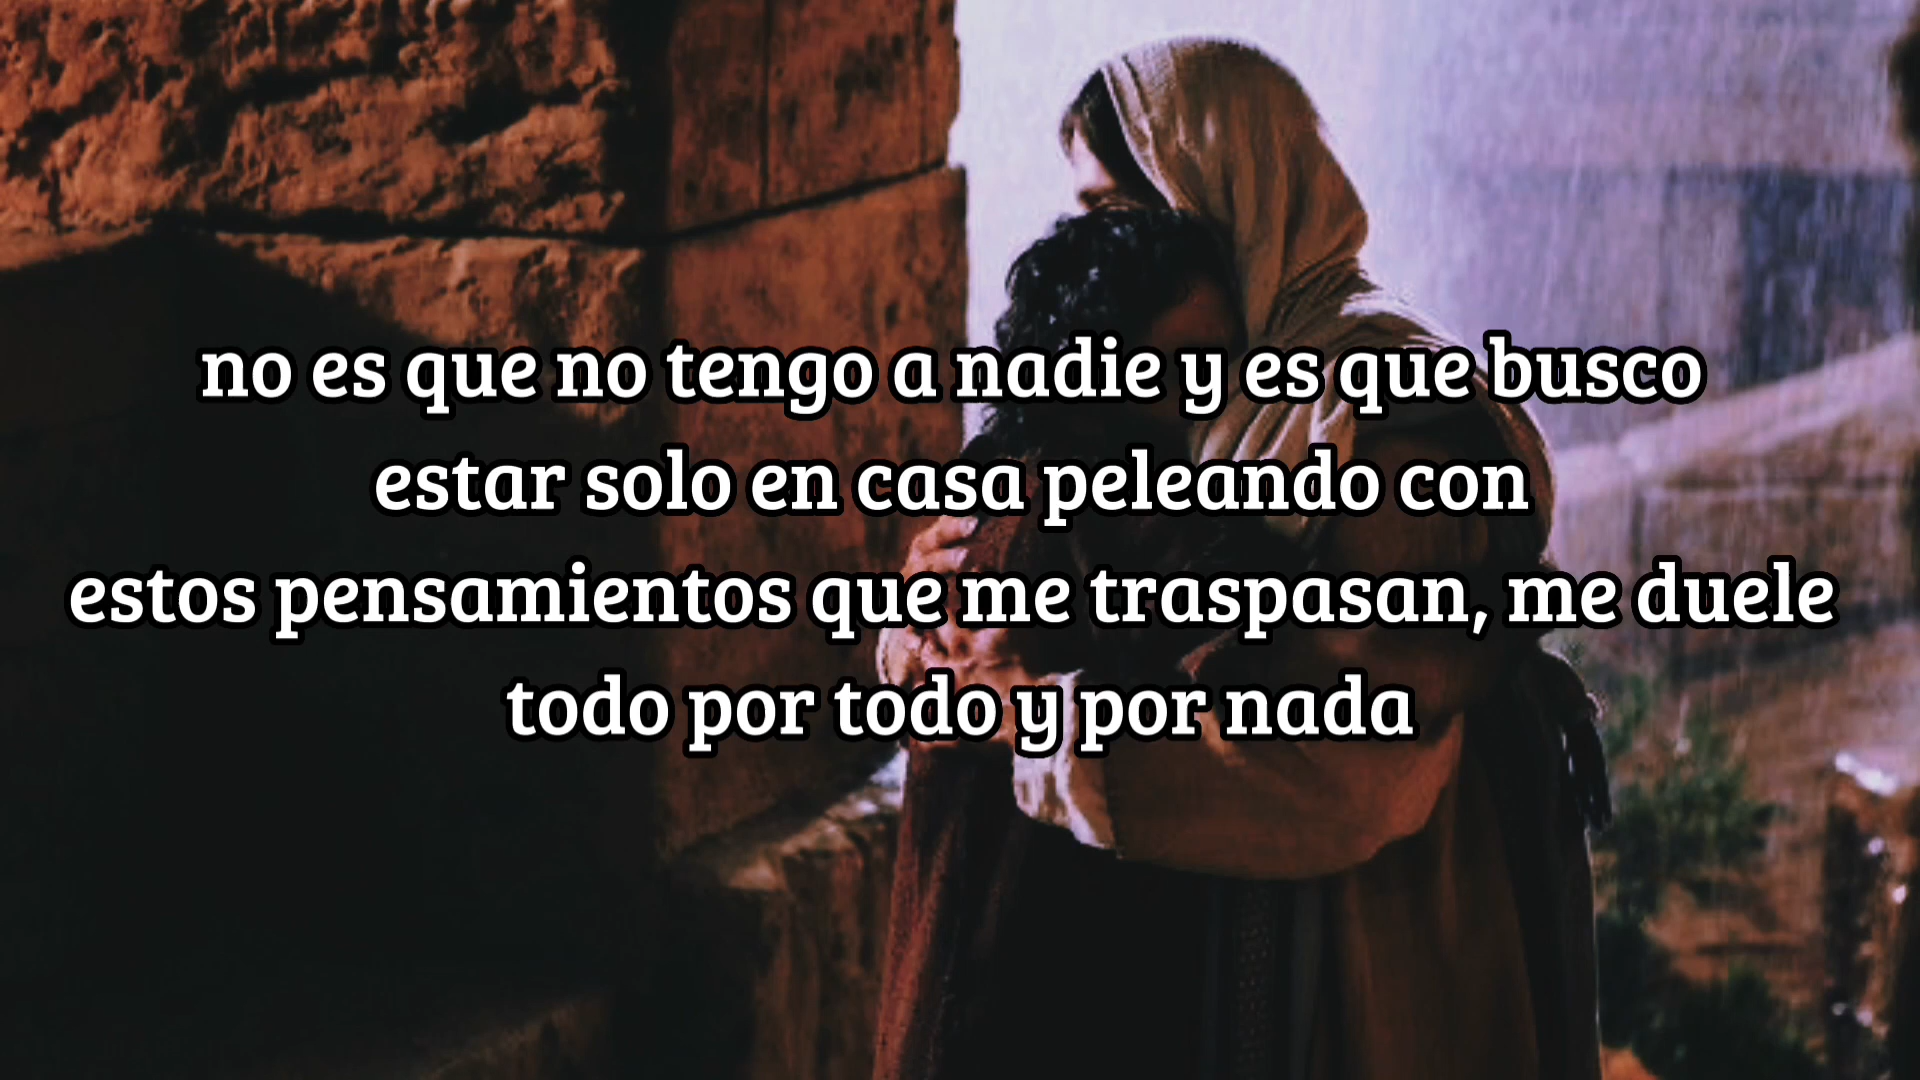 no es que no tengo a nadie y es que busco
estar solo en casa peleando con
estos pensamientos que me traspasan, me duele
todo por todo y por nada